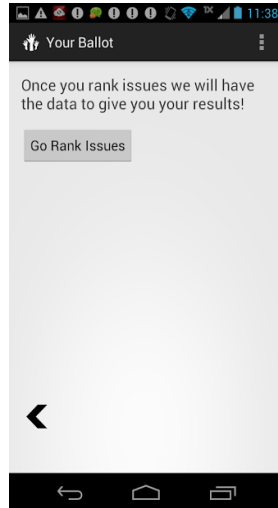 1X 11:38
Your Ballot
Once you rank issues we will have
the data to give you your results!
Go Rank Issues